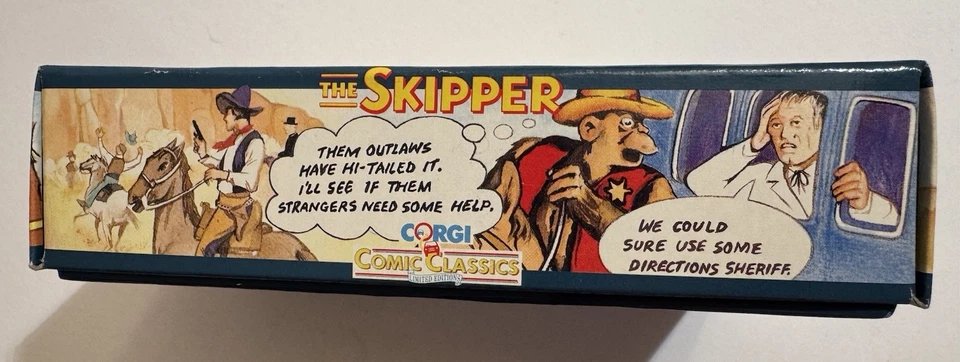 THE SKIPPER
THEM OUTLAWS
HAVE HI-TAILED IT.
I'LL SEE IF THEM
STRANGERS NEED SOME HELP.
WE COULD
SURE USE SOME
DIRECTIONS SHERIFF.
CORGI
COMIC CLASSICS
LIMITED EDITIONS